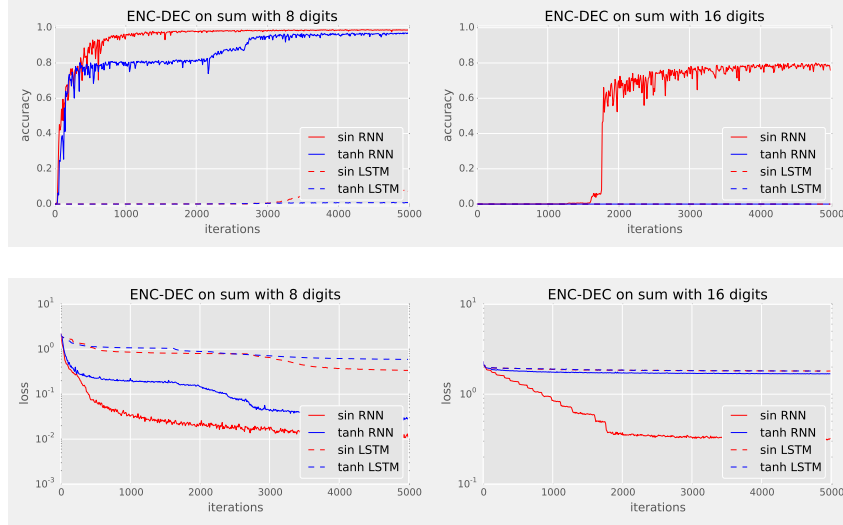 ENC-DEC on sum with 8 digits
1.0
0.8
0.6
0.4
0.2
0.0
accuracy
0
1000
2000
3000
4000
5000
iterations
sin RNN
tanh RNN
sin LSTM
tanh LSTM
ENC-DEC on sum with 16 digits
1.0
0.8
0.6
0.4
0.2
0.0
accuracy
0
1000
2000
3000
4000
5000
iterations
sin RNN
tanh RNN
sin LSTM
tanh LSTM
ENC-DEC on sum with 8 digits
10^1
10^0
10^-1
10^-2
10^-3
loss
0
1000
2000
3000
4000
5000
iterations
sin RNN
tanh RNN
sin LSTM
tanh LSTM
ENC-DEC on sum with 16 digits
10^1
10^0
10^-1
loss
0
1000
2000
3000
4000
5000
iterations
sin RNN
tanh RNN
sin LSTM
tanh LSTM